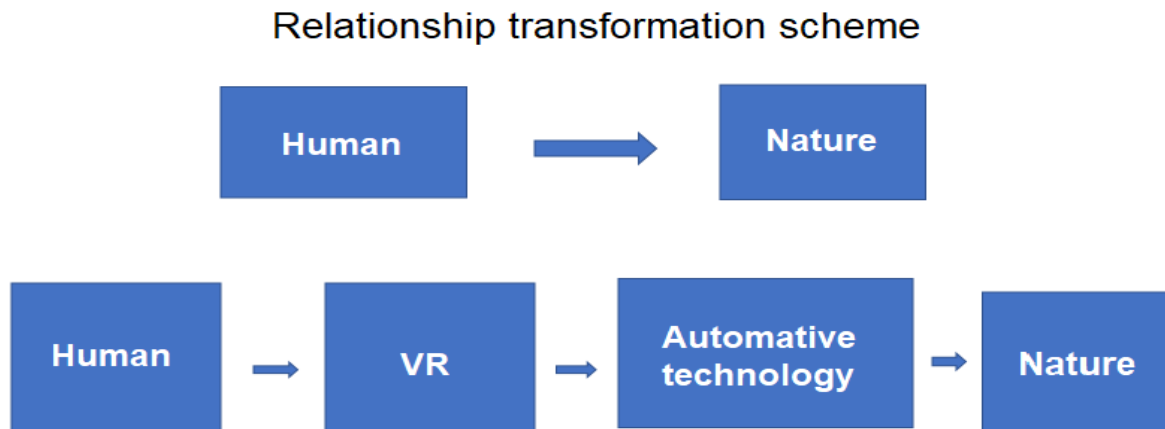 Relationship transformation scheme
Human
Nature
Human
VR
Automative
technology
Nature